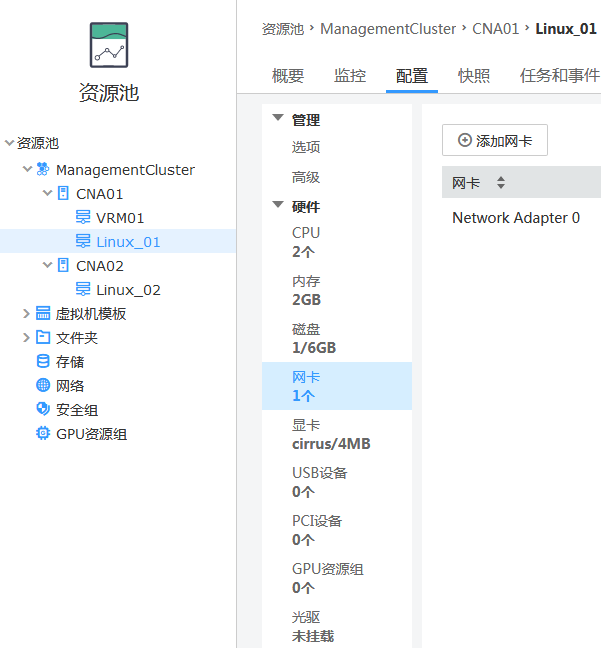 资源池
资源池
ManagementCluster
CNA01
VRM01
Linux_01
CNA02
Linux_02
虚拟机模板
文件夹
存储
网络
安全组
GPU资源组
资源池 › ManagementCluster › CNA01 › Linux_01
概要 监控 配置 快照 任务和事件
管理
选项
高级
硬件
CPU
2个
内存
2GB
磁盘
1/6GB
网卡
1个
显卡
cirrus/4MB
USB设备
0个
PCI设备
0个
GPU资源组
0个
光驱
未挂载
添加网卡
网卡
Network Adapter 0